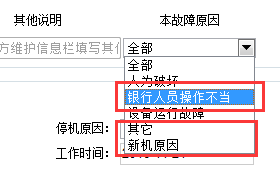 其他说明 本故障原因
方维护信息栏填写其 全部
全部
人为破坏
银行人员操作不当
设备运行故障
停机原因： 其它
新机原因
工作时间：